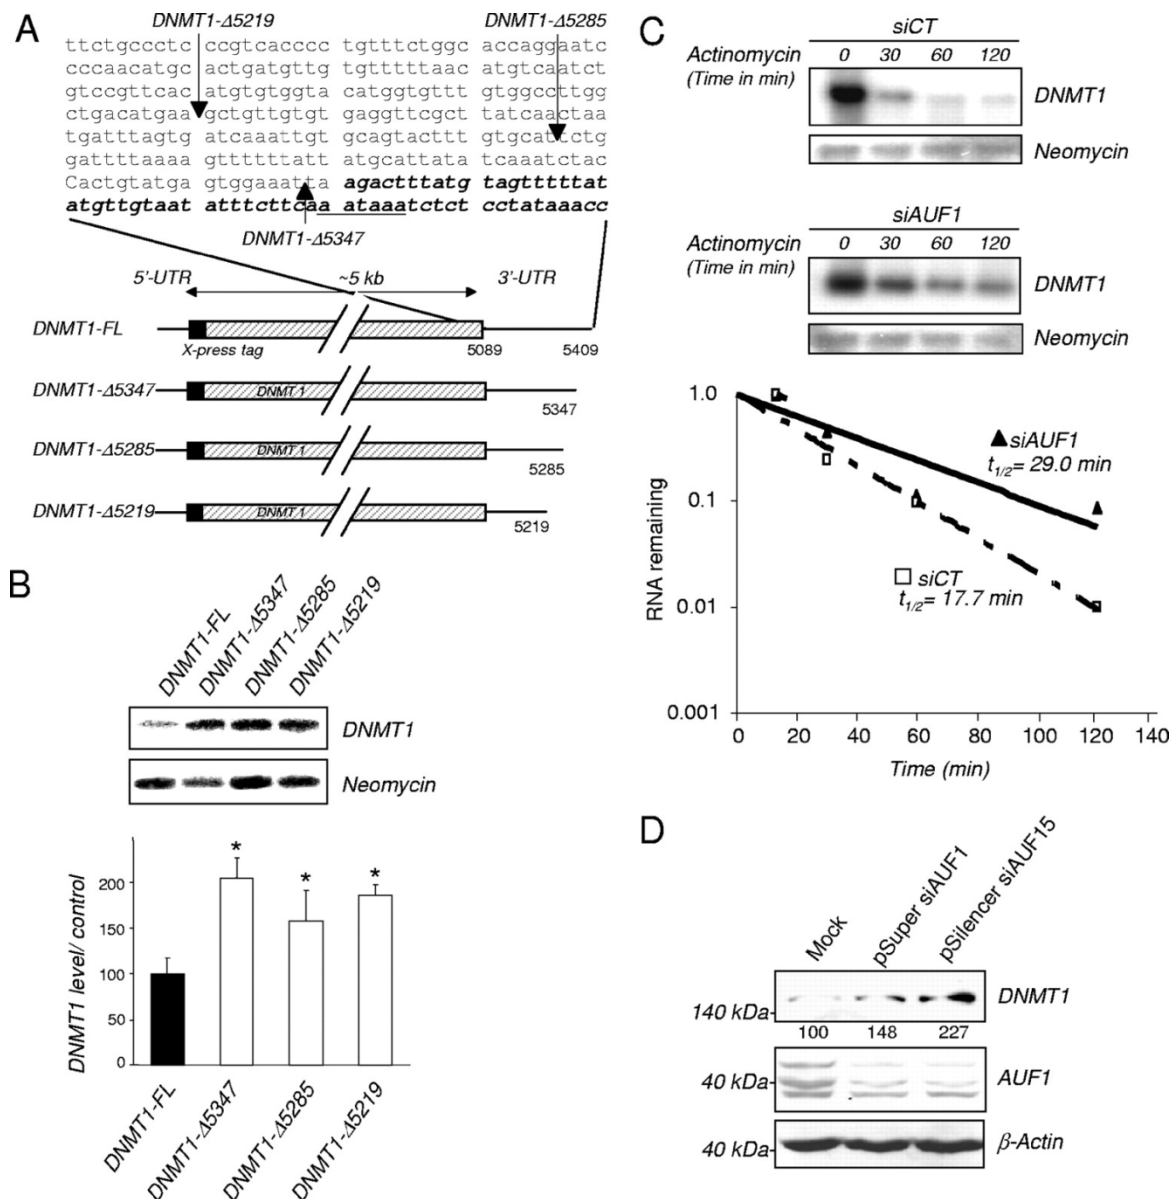 A
DNMT1-Δ5219 DNMT1-Δ5285
ttctgccctc ccgtcacccc tgtttctggc accaggaatc
cccaacatgc actgatgttg tgtttttaac atgtcaatct
gtccgttcac atgtgtggta catggtgttt gtggccttgg
ctgacatgaa gctgttgtgt gaggttcgct tatcaactaa
tgatttagtg atcaaattgt gcagtacttt gtgcattctg
gattttaaaa gttttttatt atgcattata tcaaatctac
Cactgtatga gtggaaatta agactttatg tagtttttat
atgttgtaat atttcttcaa ataaatctct cctataaacc
DNMT1-Δ5347
5'-UTR ~5 kb 3'-UTR
DNMT1-FL
X-press tag 5089 5409
DNMT1-Δ5347 DNMT 1
5347
DNMT1-Δ5285
5285
DNMT1-Δ5219 DNMT 1
5219
B
DNMT1-FL
DNMT1-Δ5347
DNMT1-Δ5285
DNMT1-Δ5219
DNMT1
Neomycin
DNMT1 level/ control
200
150
100
50
0
*
*
*
DNMT1-FL
DNMT1-Δ5347
DNMT1-Δ5285
DNMT1-Δ5219
C
siCT
Actinomycin 0 30 60 120
(Time in min)
DNMT1
Neomycin
siAUF1
Actinomycin 0 30 60 120
(Time in min)
DNMT1
Neomycin
RNA remaining
1.0
0.1
0.01
0.001
siAUF1
t1/2= 29.0 min
siCT
t1/2= 17.7 min
0 20 40 60 80 100 120 140
Time (min)
D
Mock
pSuper siAUF1
pSilencer siAUF15
DNMT1
140 kDa-
100 148 227
40 kDa- AUF1
40 kDa- β-Actin